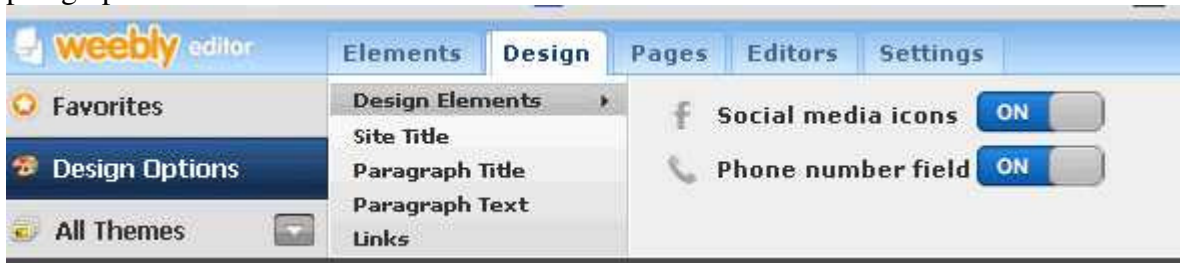 weebly editor
Elements Design Pages Editors Settings
Favorites
Design Options
All Themes
Design Elements
Site Title
Paragraph Title
Paragraph Text
Links
Social media icons ON
Phone number field ON